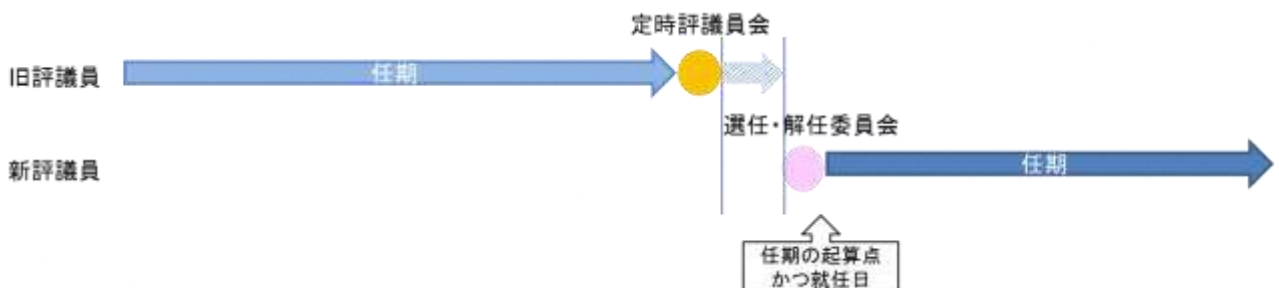 定時評議員会
旧評議員
任期
選任・解任委員会
新評議員
任期
任期の起算点
かつ就任日